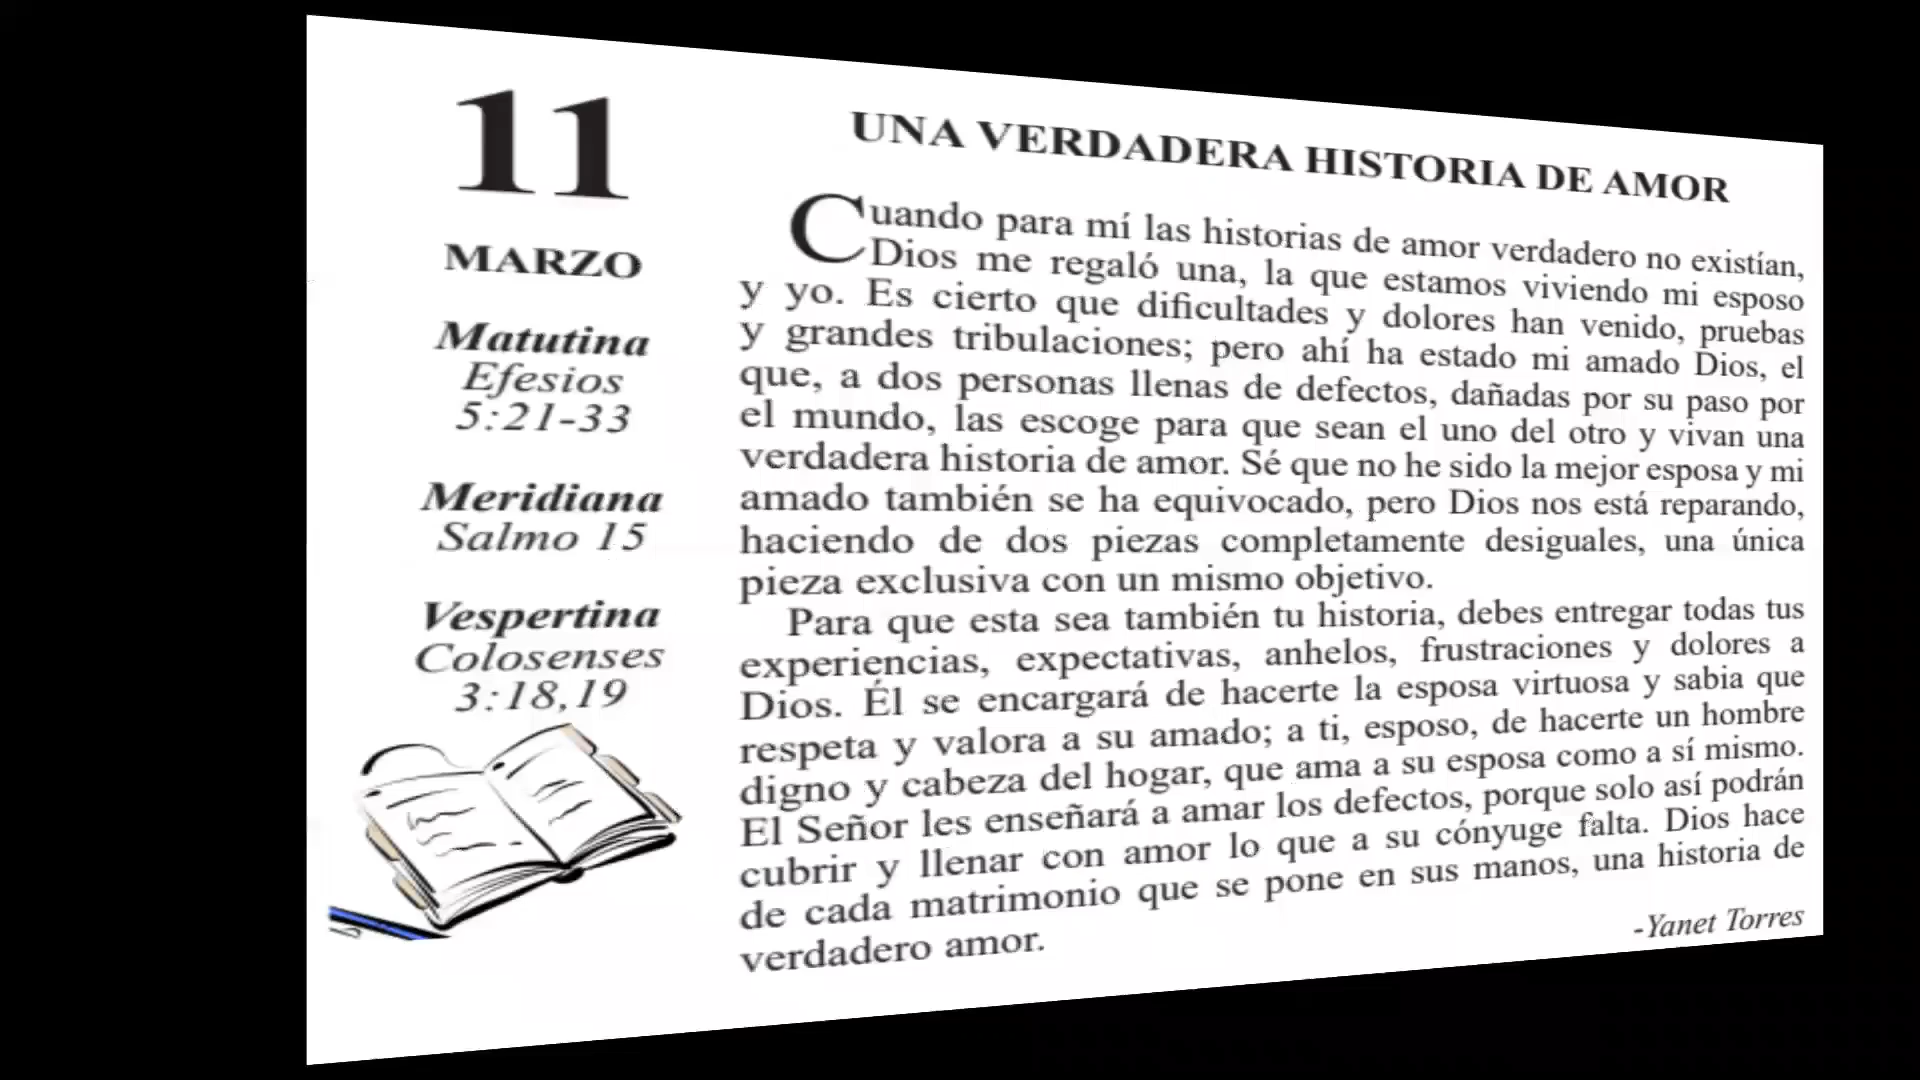 11
MARZO
Matutina
Efesios
5:21-33
Meridiana
Salmo 15
Vespertina
Colosenses
3:18,19
UNA VERDADERA HISTORIA DE AMOR
Cuando para mí las historias de amor verdadero no existían,
Dios me regaló una, la que estamos viviendo mi esposo
y yo. Es cierto que dificultades y dolores han venido, pruebas
y grandes tribulaciones; pero ahí ha estado mi amado Dios, el
que, a dos personas llenas de defectos, dañadas por su paso por
el mundo, las escoge para que sean el uno del otro y vivan una
verdadera historia de amor. Sé que no he sido la mejor esposa y mi
amado también se ha equivocado, pero Dios nos está reparando,
haciendo de dos piezas completamente desiguales, una única
pieza exclusiva con un mismo objetivo.
Para que esta sea también tu historia, debes entregar todas tus
experiencias, expectativas, anhelos, frustraciones y dolores a
Dios. Él se encargará de hacerte la esposa virtuosa y sabia que
respeta y valora a su amado; a ti, esposo, de hacerte un hombre
digno y cabeza del hogar, que ama a su esposa como a sí mismo.
El Señor les enseñará a amar los defectos, porque solo así podrán
cubrir y llenar con amor lo que a su cónyuge falta. Dios hace
de cada matrimonio que se pone en sus manos, una historia de
verdadero amor.
-Yanet Torres